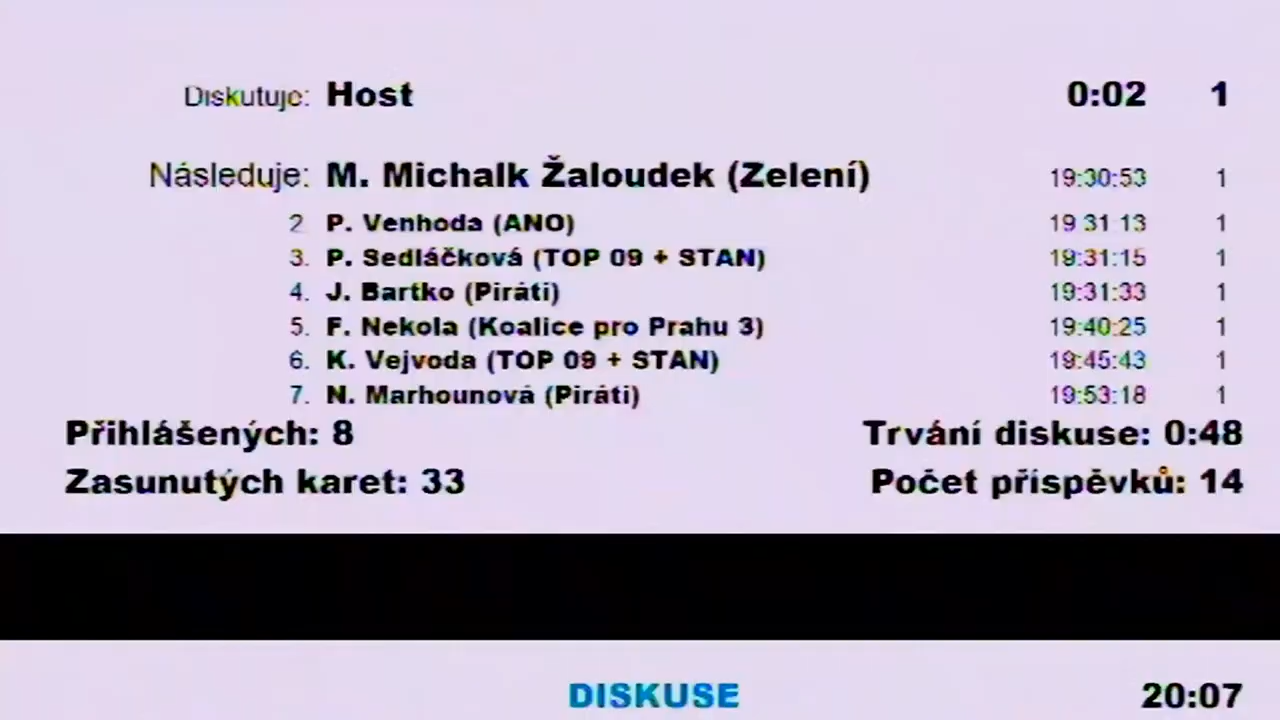 Diskutuje: Host 0:02 1
Následuje: M. Michalk Žaloudek (Zelení) 19:30:53 1
2. P. Venhoda (ANO) 19:31:13 1
3. P. Sedláčková (TOP 09 + STAN) 19:31:15 1
4. J. Bartko (Piráti) 19:31:33 1
5. F. Nekola (Koalice pro Prahu 3) 19:40:25 1
6. K. Vejvoda (TOP 09 + STAN) 19:45:43 1
7. N. Marhounová (Piráti) 19:53:18 1
Přihlášených: 8 Trvání diskuse: 0:48
Zasunutých karet: 33 Počet příspěvků: 14
DISKUSE 20:07